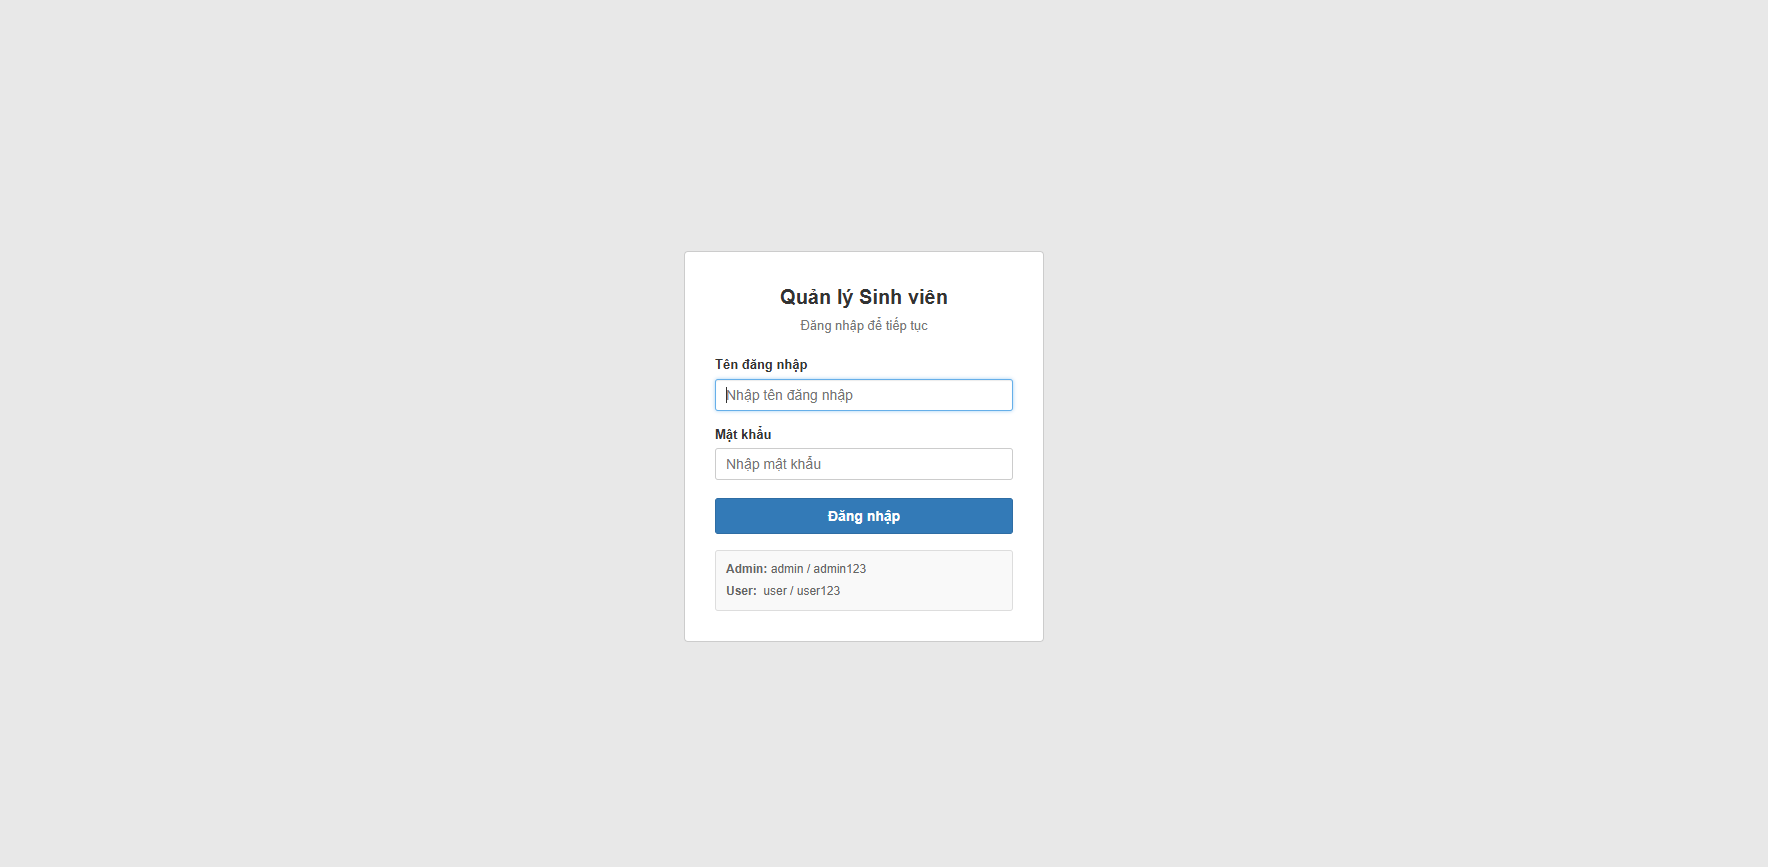 Quản lý Sinh viên
Đăng nhập để tiếp tục
Tên đăng nhập
Nhập tên đăng nhập
Mật khẩu
Nhập mật khẩu
Đăng nhập
Admin: admin / admin123
User: user / user123